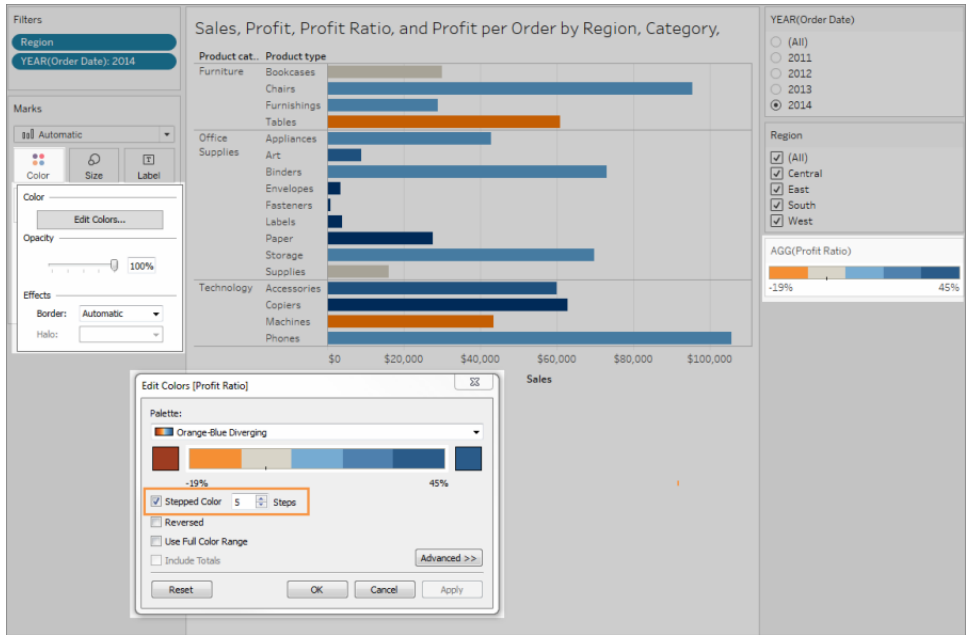 Filters
Region
YEAR(Order Date): 2014
Marks
Automatic
Color Size Label
Color
Edit Colors...
Opacity
100%
Effects
Border: Automatic
Halo:
Sales, Profit, Profit Ratio, and Profit per Order by Region, Category,
Product cat.. Product type
Furniture Bookcases
Chairs
Furnishings
Tables
Office Appliances
Supplies Art
Binders
Envelopes
Fasteners
Labels
Paper
Storage
Supplies
Technology Accessories
Copiers
Machines
Phones
$0 $20,000 $40,000 $60,000 $80,000 $100,000
Sales
YEAR(Order Date)
(All)
2011
2012
2013
2014
Region
(All)
Central
East
South
West
AGG(Profit Ratio)
-19% 45%
Edit Colors [Profit Ratio]
Palette:
Orange-Blue Diverging
-19% 45%
Stepped Color 5 Steps
Reversed
Use Full Color Range
Include Totals
Advanced >>
Reset OK Cancel Apply